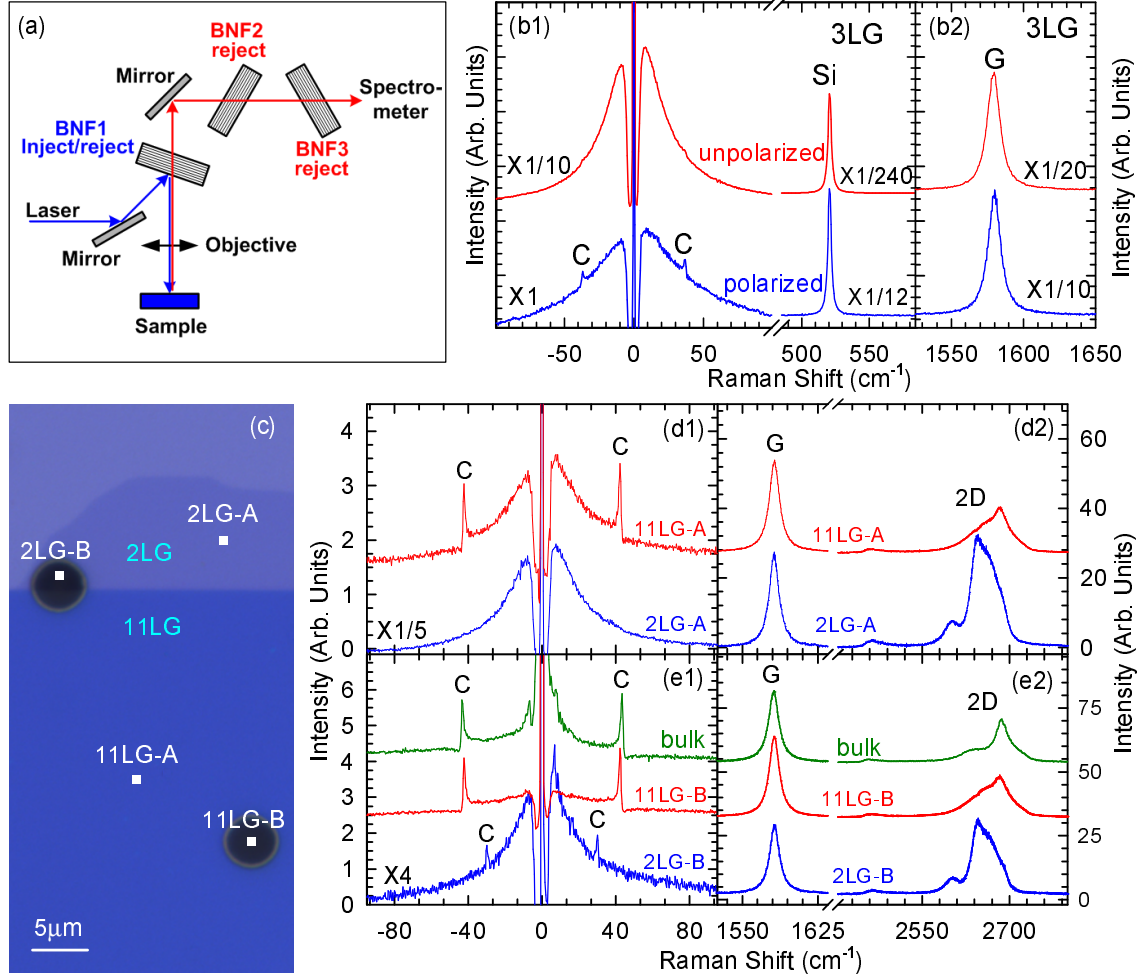 (a)
BNF2
reject
Mirror
Spectro-
meter
BNF1
Inject/reject
BNF3
reject
Laser
Mirror
Objective
Sample
(b1)
3LG
Si
X1/10
unpolarized
X1/240
C
C
X1
polarized
X1/12
Intensity (Arb. Units)
-50
0
50
500
550
Raman Shift (cm⁻¹)
(b2)
3LG
G
X1/20
X1/10
Intensity (Arb. Units)
1550
1600
1650
(c)
2LG-A
2LG-B
2LG
11LG
11LG-A
11LG-B
5μm
(d1)
4
3
2
1
0
C
C
11LG-A
X1/5
2LG-A
Intensity (Arb. Units)
(d2)
G
2D
11LG-A
2LG-A
60
40
20
0
Intensity (Arb. Units)
(e1)
6
5
4
3
2
1
0
C
C
bulk
11LG-B
C
C
X4
2LG-B
-80
-40
0
40
80
(e2)
G
2D
bulk
11LG-B
2LG-B
75
50
25
0
1550
1625
2550
2700
Raman Shift (cm⁻¹)